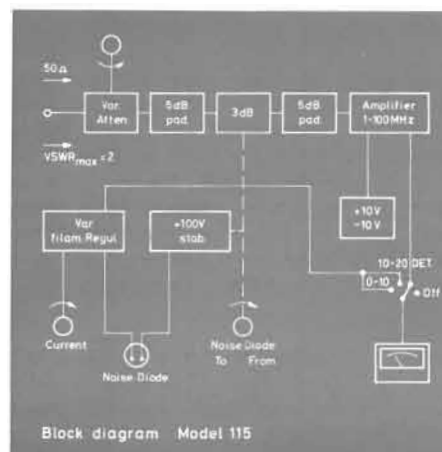 50Ω
Var.
Atten
5dB
pad.
3dB
5dB
pad.
Amplifier
1-100MHz
VSWRmax=2
Var
filam.Regul
+100V
stab.
+10V
-10V
10-20 DET.
0-10
Off
Current
Noise-Diode
Noise Diode
To From
Block diagram Model 115